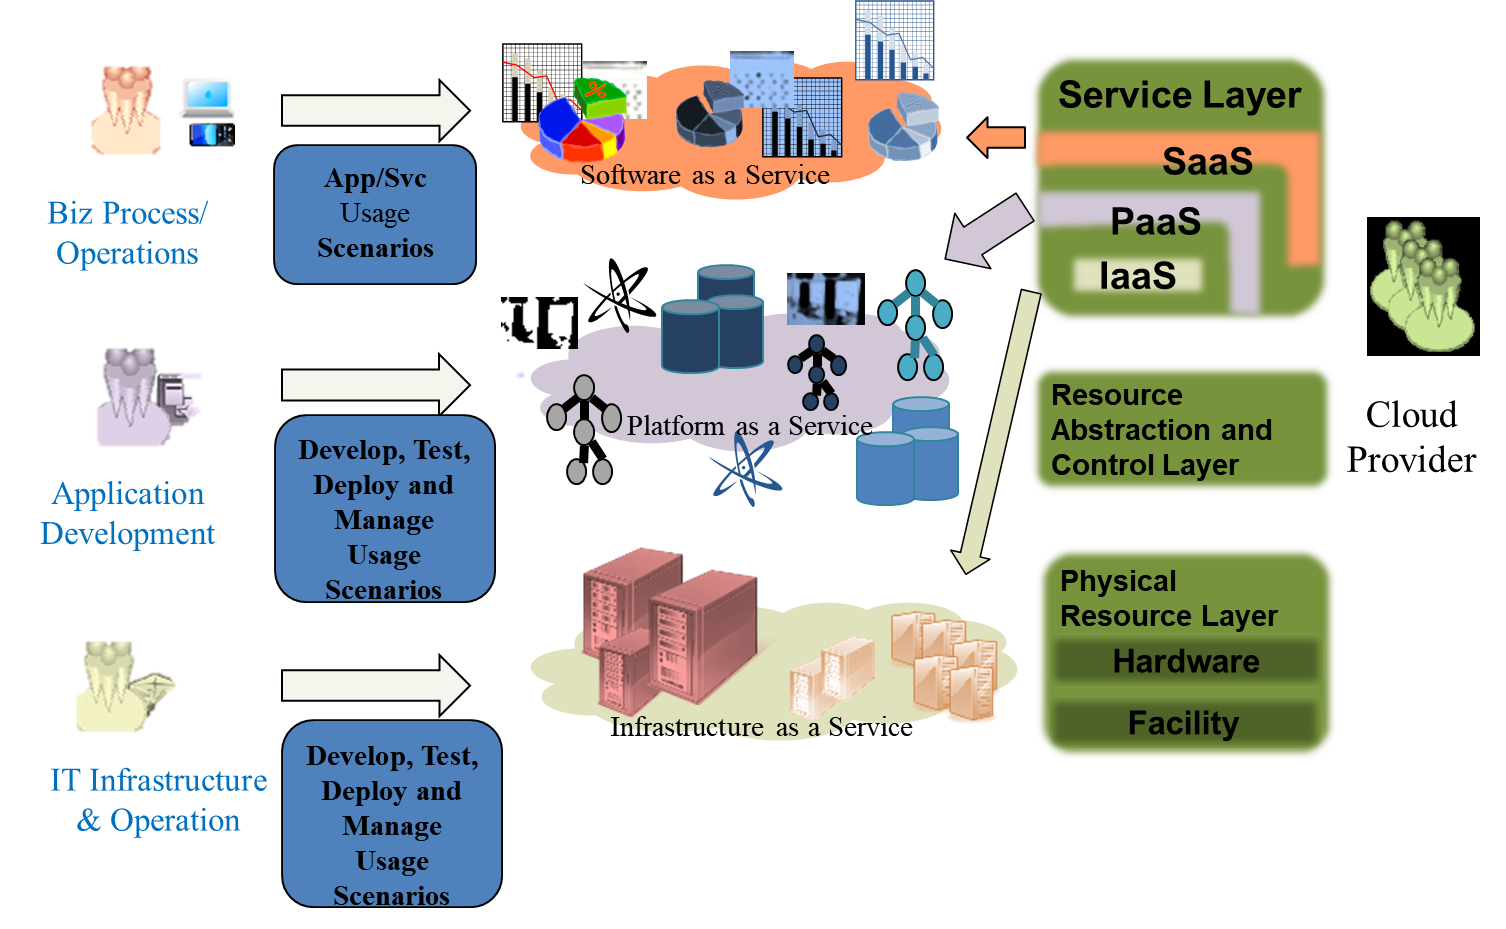 Biz Process/
Operations
App/Svc
Usage
Scenarios
Software as a Service
Service Layer
SaaS
PaaS
IaaS
Application
Development
Develop, Test,
Deploy and
Manage
Usage
Scenarios
Platform as a Service
Resource
Abstraction and
Control Layer
Cloud
Provider
IT Infrastructure
& Operation
Develop, Test,
Deploy and
Manage
Usage
Scenarios
Infrastructure as a Service
Physical
Resource Layer
Hardware
Facility